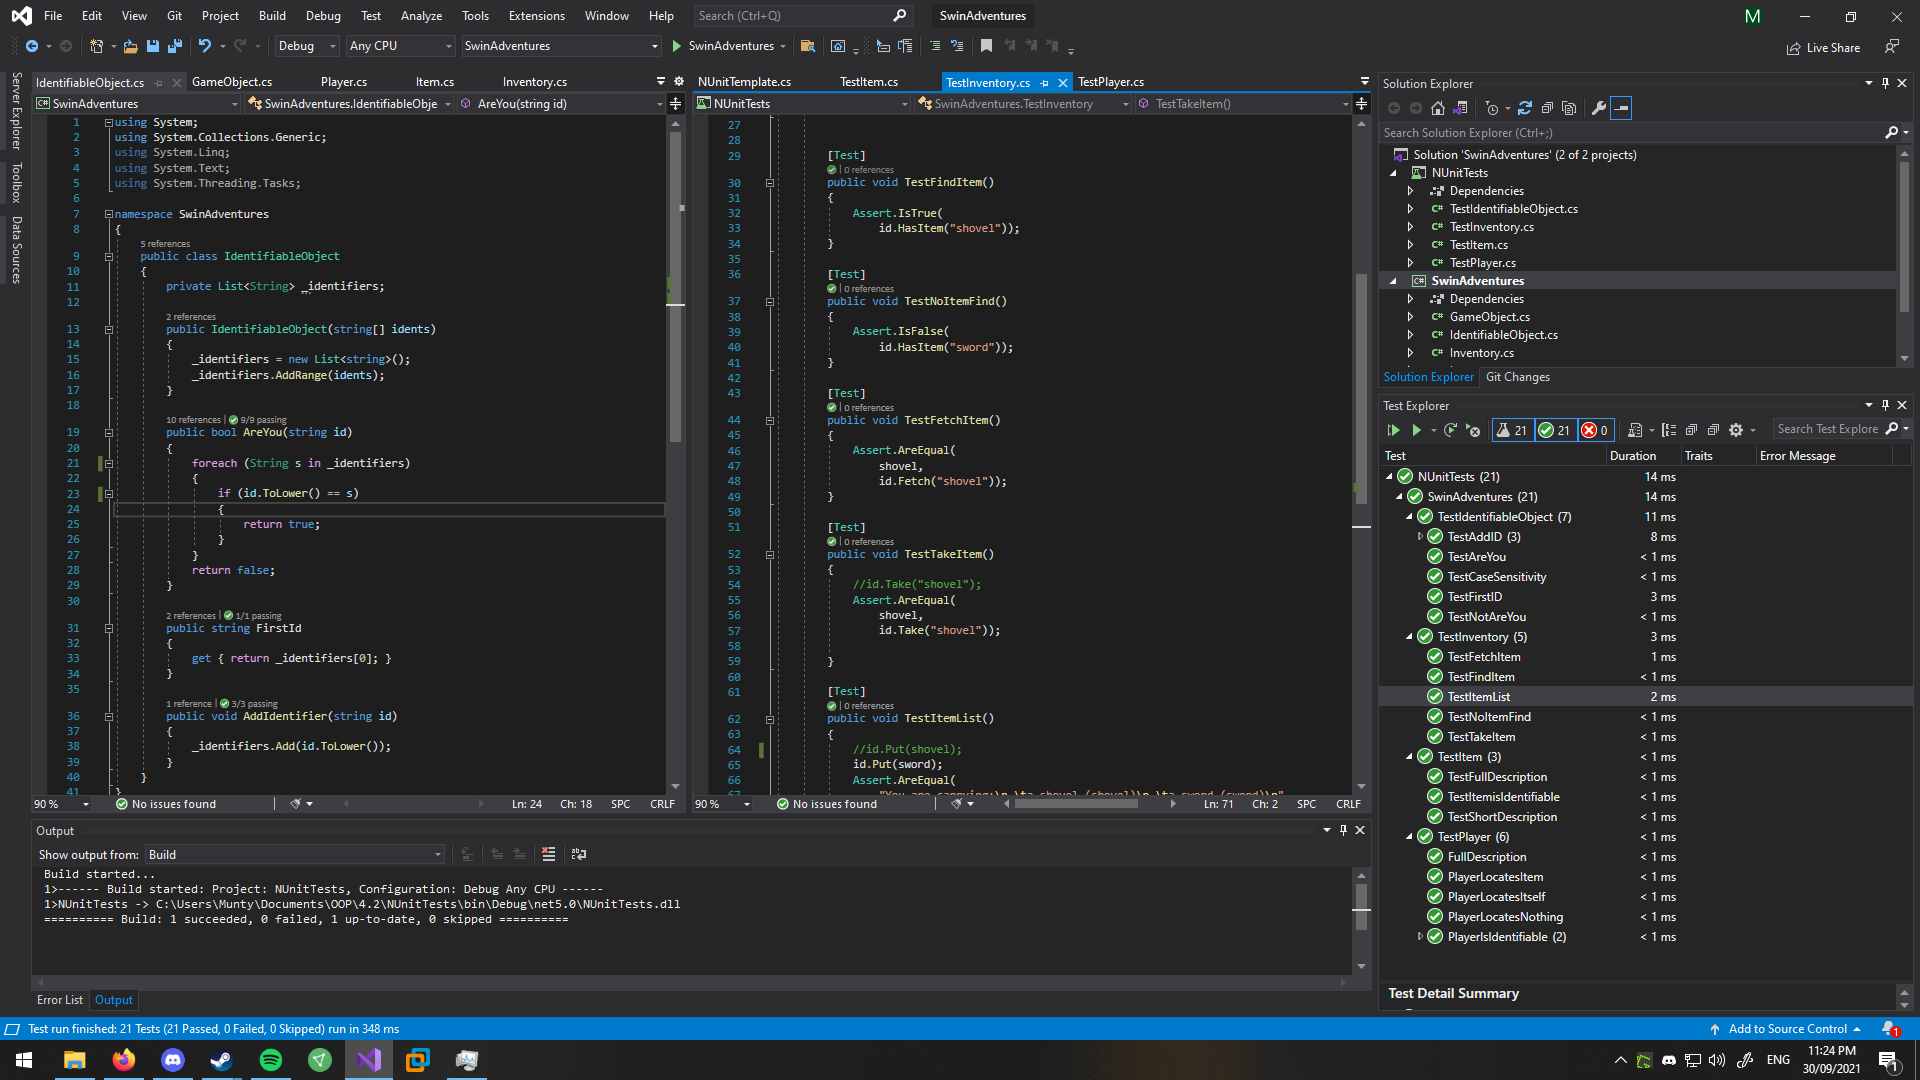 File Edit View Git Project Build Debug Test Analyze Tools Extensions Window Help Search (Ctrl+Q) SwinAdventures M
Debug Any CPU SwinAdventures SwinAdventures Live Share
Server Explorer
Toolbox
Data Sources
IdentifiableObject.cs GameObject.cs Player.cs Item.cs Inventory.cs
SwinAdventures SwinAdventures.IdentifiableObje AreYou(string id)
1 using System;
2 using System.Collections.Generic;
3 using System.Linq;
4 using System.Text;
5 using System.Threading.Tasks;
6
7 namespace SwinAdventures
8 {
5 references
9 public class IdentifiableObject
10 {
11 private List<String> _identifiers;
12
2 references
13 public IdentifiableObject(string[] idents)
14 {
15 _identifiers = new List<string>();
16 _identifiers.AddRange(idents);
17 }
18
10 references | 9/9 passing
19 public bool AreYou(string id)
20 {
21 foreach (String s in _identifiers)
22 {
23 if (id.ToLower() == s)
24 {
25 return true;
26 }
27 }
28 return false;
29 }
30
2 references | 1/1 passing
31 public string FirstId
32 {
33 get { return _identifiers[0]; }
34 }
35
1 reference | 3/3 passing
36 public void AddIdentifier(string id)
37 {
38 _identifiers.Add(id.ToLower());
39 }
40 }
41 }
90 % No issues found Ln: 24 Ch: 18 SPC CRLF
NUnitTemplate.cs TestItem.cs TestInventory.cs TestPlayer.cs
NUnitTests SwinAdventures.TestInventory TestTakeItem()
27
28
29 [Test]
0 references
30 public void TestFindItem()
31 {
32 Assert.IsTrue(
33 id.HasItem("shovel"));
34 }
35
36 [Test]
0 references
37 public void TestNoItemFind()
38 {
39 Assert.IsFalse(
40 id.HasItem("sword"));
41 }
42
43 [Test]
0 references
44 public void TestFetchItem()
45 {
46 Assert.AreEqual(
47 shovel,
48 id.Fetch("shovel"));
49 }
50
51 [Test]
0 references
52 public void TestTakeItem()
53 {
54 //id.Take("shovel");
55 Assert.AreEqual(
56 shovel,
57 id.Take("shovel"));
58
59 }
60
61 [Test]
0 references
62 public void TestItemList()
63 {
64 //id.Put(shovel);
65 id.Put(sword);
66 Assert.AreEqual(
90 % No issues found Ln: 71 Ch: 2 SPC CRLF
Solution Explorer
Search Solution Explorer (Ctrl+;)
Solution 'SwinAdventures' (2 of 2 projects)
NUnitTests
Dependencies
C# TestIdentifiableObject.cs
C# TestInventory.cs
C# TestItem.cs
C# TestPlayer.cs
C# SwinAdventures
Dependencies
C# GameObject.cs
C# IdentifiableObject.cs
C# Inventory.cs
Solution Explorer Git Changes
Test Explorer
21 21 0 Search Test Explore
Test Duration Traits Error Message
NUnitTests (21) 14 ms
SwinAdventures (21) 14 ms
TestIdentifiableObject (7) 11 ms
TestAddID (3) 8 ms
TestAreYou < 1 ms
TestCaseSensitivity < 1 ms
TestFirstID 3 ms
TestNotAreYou < 1 ms
TestInventory (5) 3 ms
TestFetchItem 1 ms
TestFindItem < 1 ms
TestItemList 2 ms
TestNoItemFind < 1 ms
TestTakeItem < 1 ms
TestItem (3) < 1 ms
TestFullDescription < 1 ms
TestItemisIdentifiable < 1 ms
TestShortDescription < 1 ms
TestPlayer (6) < 1 ms
FullDescription < 1 ms
PlayerLocatesItem < 1 ms
PlayerLocatesItself < 1 ms
PlayerLocatesNothing < 1 ms
PlayerIsIdentifiable (2) < 1 ms
Test Detail Summary
Output
Show output from: Build
Build started...
1>------ Build started: Project: NUnitTests, Configuration: Debug Any CPU ------
1>NUnitTests -> C:\Users\Munty\Documents\OOP\4.2\NUnitTests\bin\Debug\net5.0\NUnitTests.dll
========== Build: 1 succeeded, 0 failed, 1 up-to-date, 0 skipped ==========
Error List Output
Test run finished: 21 Tests (21 Passed, 0 Failed, 0 Skipped) run in 348 ms Add to Source Control 1
ENG 11:24 PM 1
30/09/2021